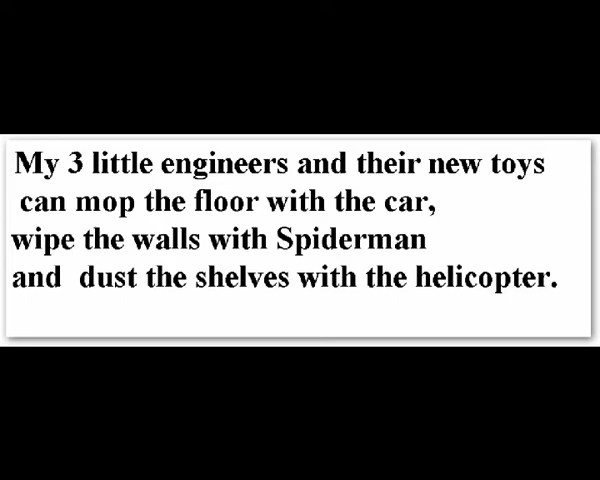 My 3 little engineers and their new toys
can mop the floor with the car,
wipe the walls with Spiderman
and dust the shelves with the helicopter.